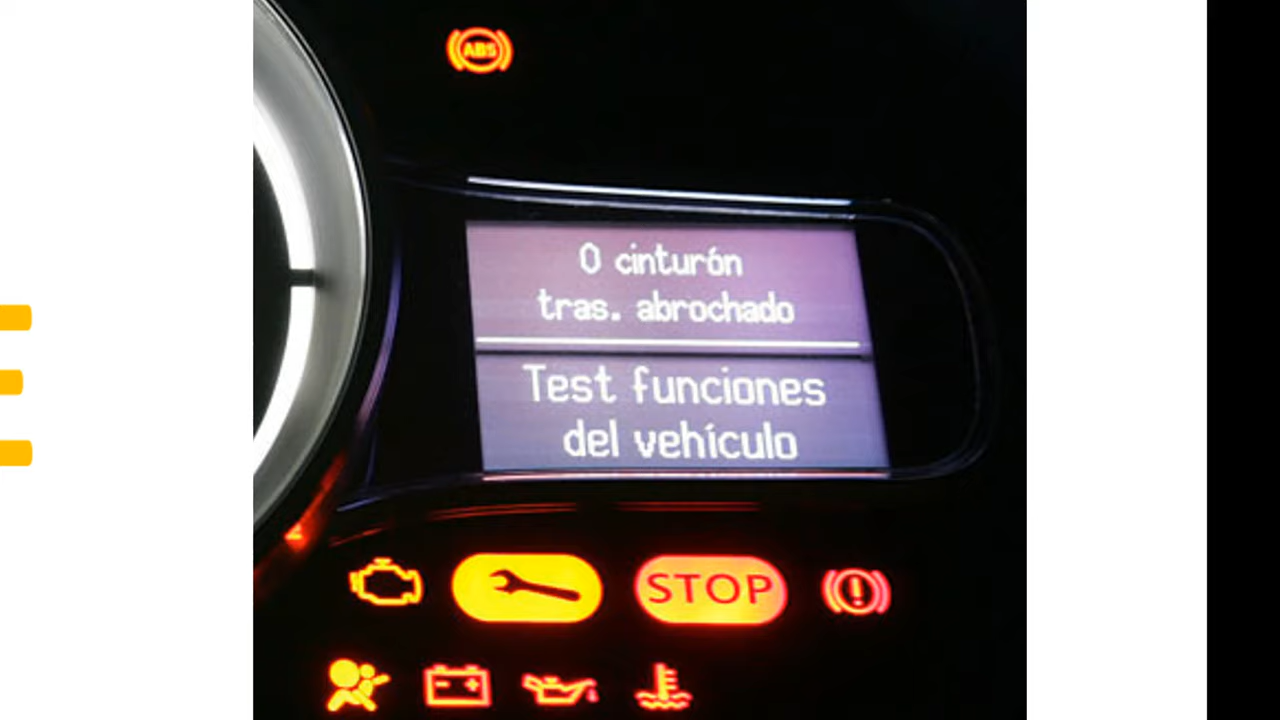 ABS
0 cinturón
tras. abrochado
Test funciones
del vehículo
STOP